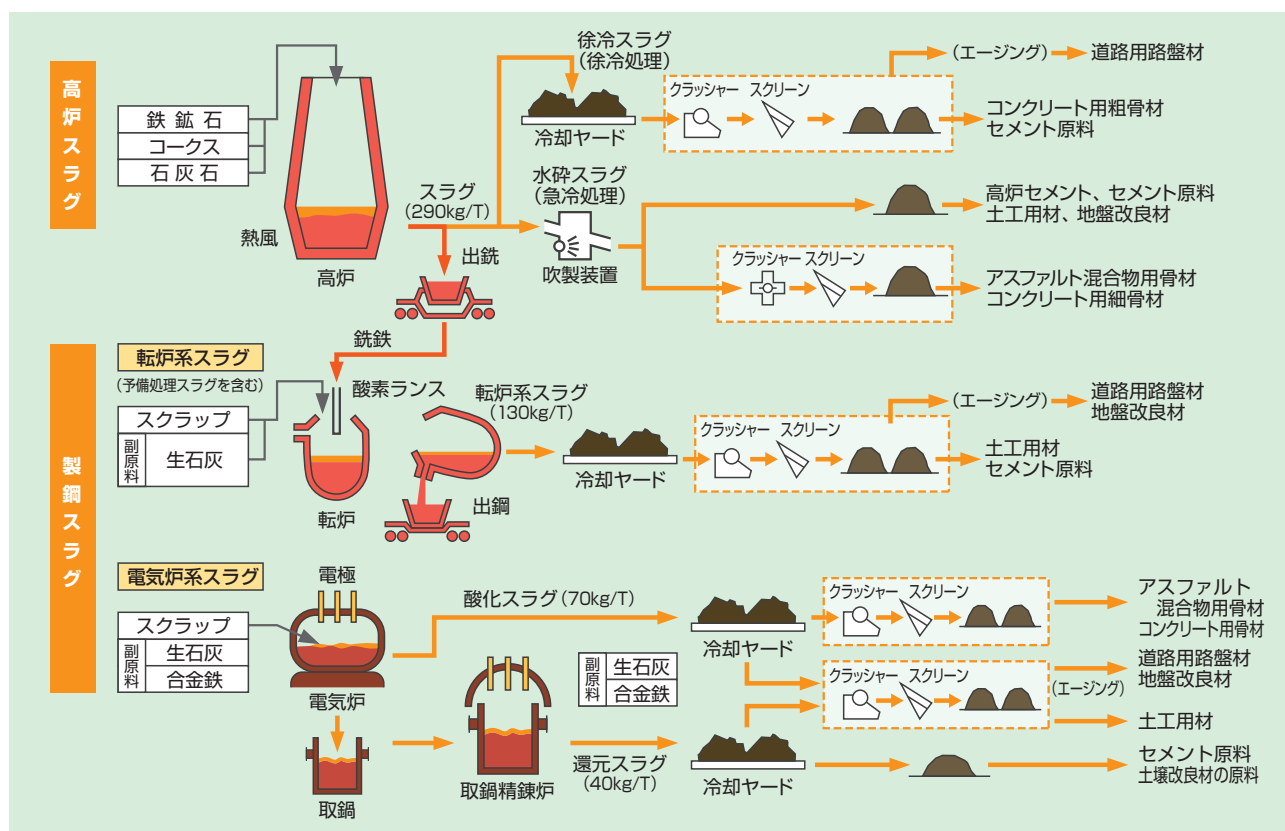 高炉スラグ
鉄鉱石
コークス
石灰石
熱風
高炉
スラグ
(290kg/T)
出銑
徐冷スラグ
(徐冷処理)
冷却ヤード
クラッシャー スクリーン
(エージング)
道路用路盤材
コンクリート用粗骨材
セメント原料
水砕スラグ
(急冷処理)
吹製装置
高炉セメント、セメント原料
土工用材、地盤改良材
クラッシャー スクリーン
アスファルト混合物用骨材
コンクリート用細骨材
銑鉄
製鋼スラグ
転炉系スラグ
(予備処理スラグを含む)
スクラップ
副原料
生石灰
酸素ランス
転炉
転炉系スラグ
(130kg/T)
出鋼
冷却ヤード
クラッシャー スクリーン
(エージング)
道路用路盤材
地盤改良材
土工用材
セメント原料
電気炉系スラグ
スクラップ
副原料
生石灰
合金鉄
電極
電気炉
取鍋
酸化スラグ(70kg/T)
冷却ヤード
クラッシャー スクリーン
アスファルト
混合物用骨材
コンクリート用骨材
副原料
生石灰
合金鉄
取鍋精錬炉
還元スラグ
(40kg/T)
冷却ヤード
クラッシャー スクリーン
(エージング)
道路用路盤材
地盤改良材
土工用材
セメント原料
土壌改良材の原料